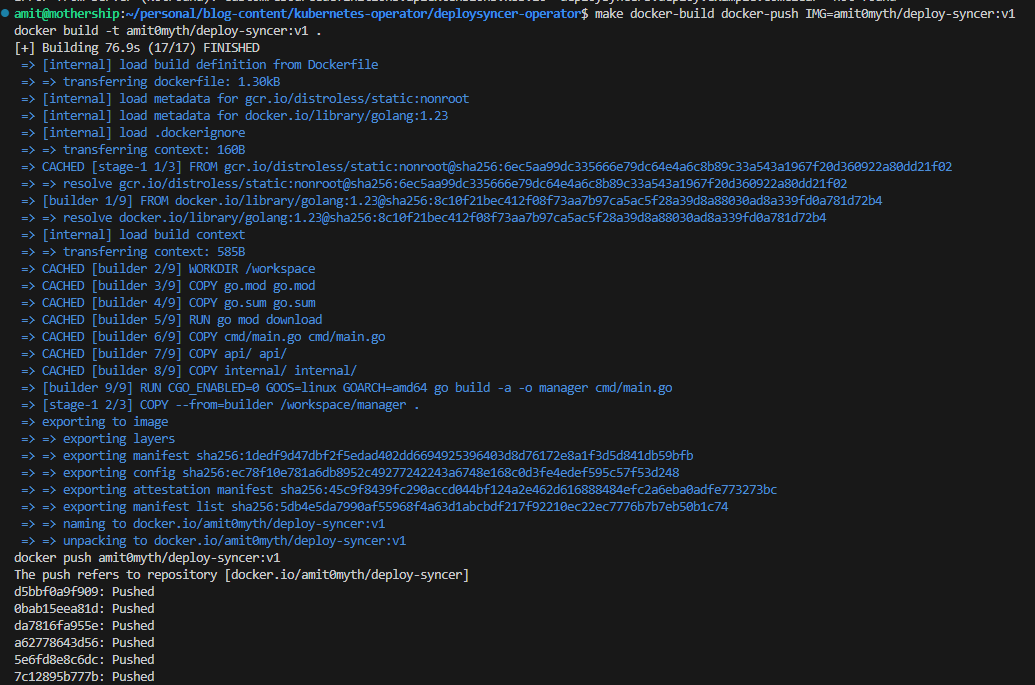 amit@mothership:~/personal/blog-content/kubernetes-operator/deploysyncer-operator$ make docker-build docker-push IMG=amit0myth/deploy-syncer:v1
docker build -t amit0myth/deploy-syncer:v1 .
[+] Building 76.9s (17/17) FINISHED
=> [internal] load build definition from Dockerfile
=> => transferring dockerfile: 1.30kB
=> [internal] load metadata for gcr.io/distroless/static:nonroot
=> [internal] load metadata for docker.io/library/golang:1.23
=> [internal] load .dockerignore
=> => transferring context: 160B
=> CACHED [stage-1 1/3] FROM gcr.io/distroless/static:nonroot@sha256:6ec5aa99dc335666e79dc64e4a6c8b89c33a543a1967f20d360922a80dd21f02
=> => resolve gcr.io/distroless/static:nonroot@sha256:6ec5aa99dc335666e79dc64e4a6c8b89c33a543a1967f20d360922a80dd21f02
=> [builder 1/9] FROM docker.io/library/golang:1.23@sha256:8c10f21bec412f08f73aa7b97ca5ac5f28a39d8a88030ad8a339fd0a781d72b4
=> => resolve docker.io/library/golang:1.23@sha256:8c10f21bec412f08f73aa7b97ca5ac5f28a39d8a88030ad8a339fd0a781d72b4
=> [internal] load build context
=> => transferring context: 585B
=> CACHED [builder 2/9] WORKDIR /workspace
=> CACHED [builder 3/9] COPY go.mod go.mod
=> CACHED [builder 4/9] COPY go.sum go.sum
=> CACHED [builder 5/9] RUN go mod download
=> CACHED [builder 6/9] COPY cmd/main.go cmd/main.go
=> CACHED [builder 7/9] COPY api/ api/
=> CACHED [builder 8/9] COPY internal/ internal/
=> [builder 9/9] RUN CGO_ENABLED=0 GOOS=linux GOARCH=amd64 go build -a -o manager cmd/main.go
=> [stage-1 2/3] COPY --from=builder /workspace/manager .
=> exporting to image
=> => exporting layers
=> => exporting manifest sha256:1dedf9d47dbf2f5edad402dd6694925396403d8d76172e8a1f3d5d841db59bfb
=> => exporting config sha256:ec78f10e781a6db8952c49277242243a6748e168c0d3fe4edef595c57f53d248
=> => exporting attestation manifest sha256:45c9f8439fc290accd044bf124a2e462d616888484efc2a6eba0adfe773273bc
=> => exporting manifest list sha256:5db4e5da7990af55968f4a63d1abcbdf217f92210ec22ec7776b7b7eb50b1c74
=> => naming to docker.io/amit0myth/deploy-syncer:v1
=> => unpacking to docker.io/amit0myth/deploy-syncer:v1
docker push amit0myth/deploy-syncer:v1
The push refers to repository [docker.io/amit0myth/deploy-syncer]
d5bbf0a9f909: Pushed
0bab15eea81d: Pushed
da7816fa955e: Pushed
a62778643d56: Pushed
5e6fd8e8c6dc: Pushed
7c12895b777b: Pushed